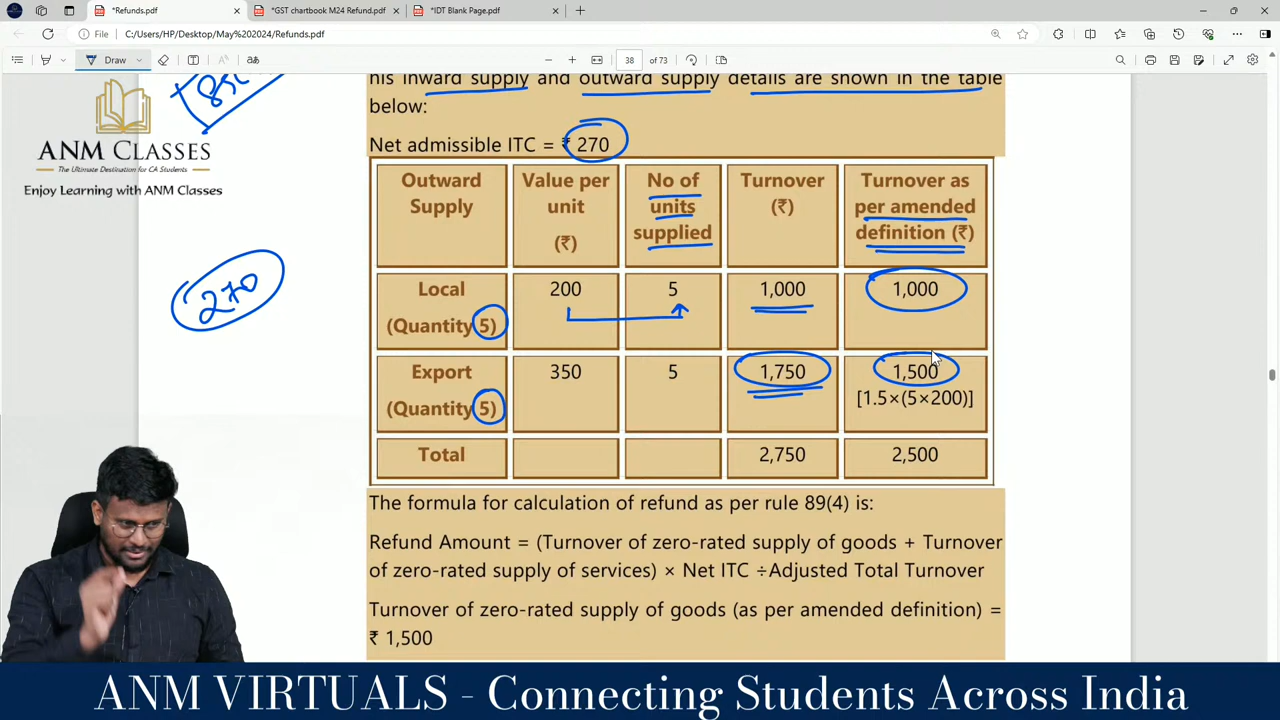 *Refunds.pdf
*GST chartbook M24 Refund.pdf
*IDT Blank Page.pdf
File
C:/Users/HP/Desktop/May%202024/Refunds.pdf
Draw
38 of 73
his inward supply and outward supply details are shown in the table
below:
ANM CLASSES
The Ultimate Destination for CA Students
Enjoy Learning with ANM Classes
Net admissible ITC = ₹ 270
Outward Supply
Value per unit (₹)
No of units supplied
Turnover (₹)
Turnover as per amended definition (₹)
270
Local (Quantity 5)
200
5
1,000
1,000
Export (Quantity 5)
350
5
1,750
1,500 [1.5×(5×200)]
Total
2,750
2,500
The formula for calculation of refund as per rule 89(4) is:
Refund Amount = (Turnover of zero-rated supply of goods + Turnover
of zero-rated supply of services) × Net ITC ÷Adjusted Total Turnover
Turnover of zero-rated supply of goods (as per amended definition) =
₹ 1,500
ANM VIRTUALS - Connecting Students Across India